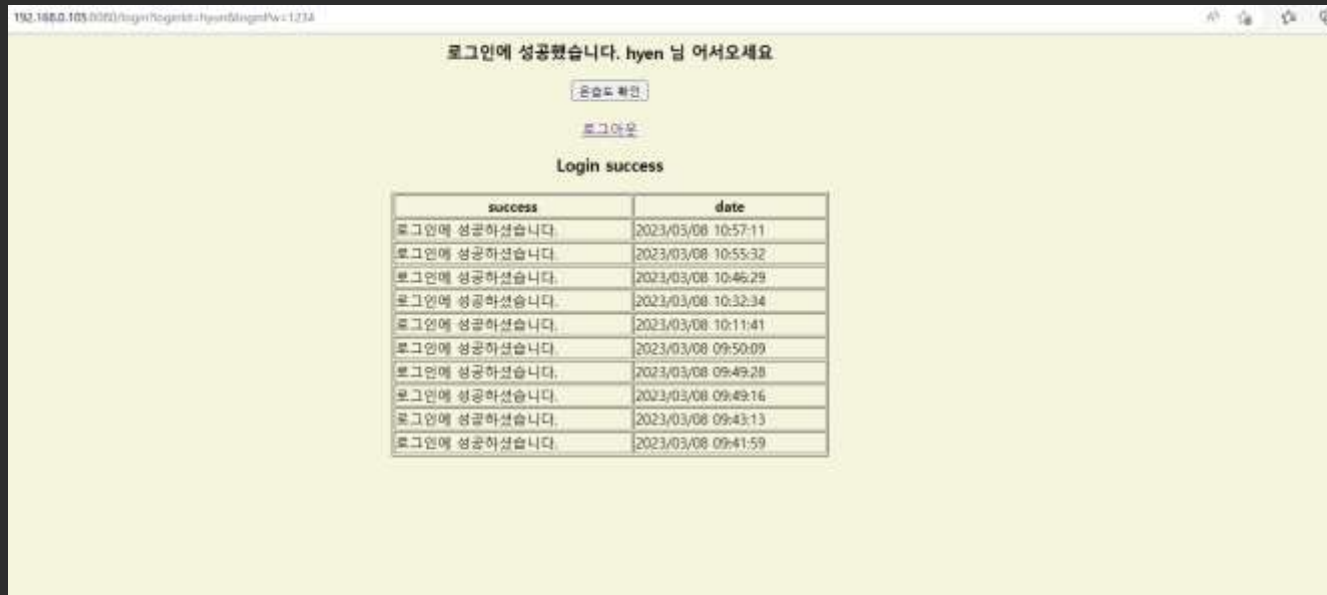 192.168.0.105:8080/login?
로그인에 성공했습니다. hyen 님 어서오세요
온습도 확인
로그아웃
Login success
success date
로그인에 성공하셨습니다. 2023/03/08 10:57:11
로그인에 성공하셨습니다. 2023/03/08 10:55:32
로그인에 성공하셨습니다. 2023/03/08 10:46:29
로그인에 성공하셨습니다. 2023/03/08 10:32:34
로그인에 성공하셨습니다. 2023/03/08 10:11:41
로그인에 성공하셨습니다. 2023/03/08 09:50:09
로그인에 성공하셨습니다. 2023/03/08 09:49:28
로그인에 성공하셨습니다. 2023/03/08 09:49:16
로그인에 성공하셨습니다. 2023/03/08 09:43:13
로그인에 성공하셨습니다. 2023/03/08 09:41:59